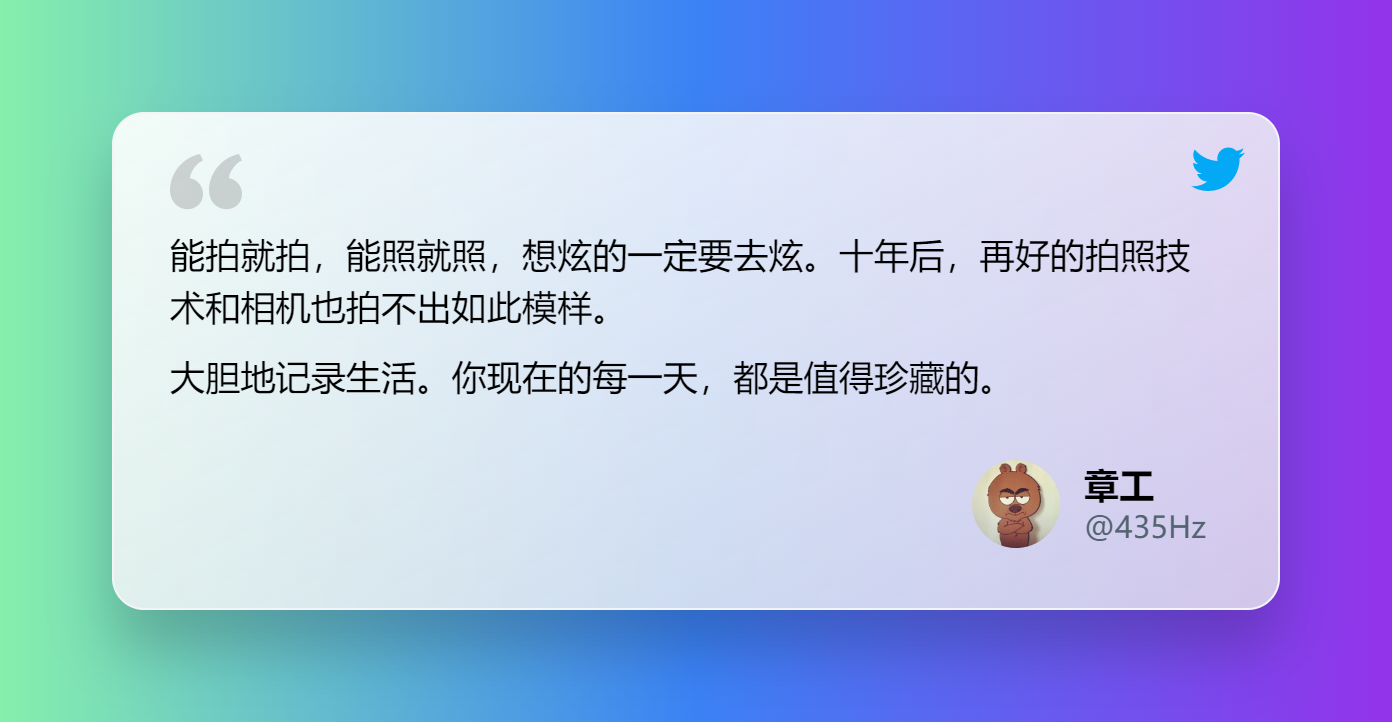 能拍就拍，能照就照，想炫的一定要去炫。十年后，再好的拍照技
术和相机也拍不出如此模样。
大胆地记录生活。你现在的每一天，都是值得珍藏的。
章工
@435Hz